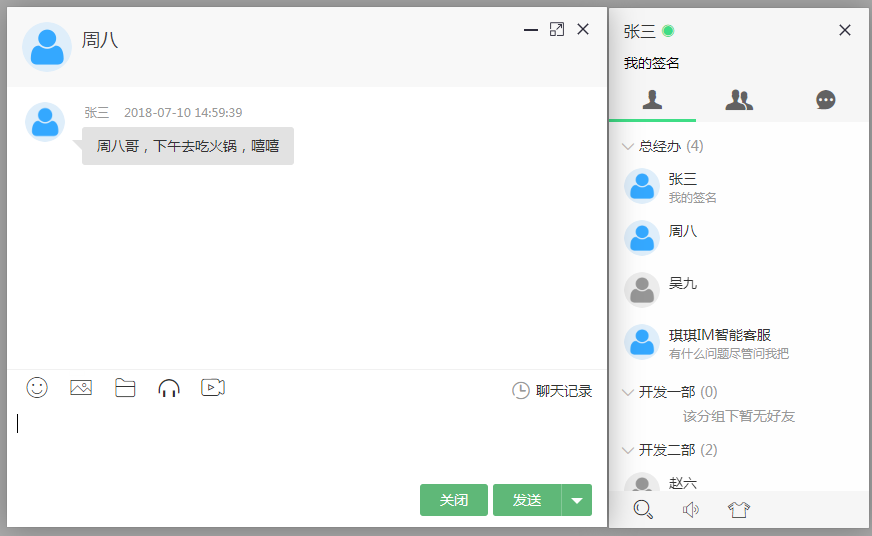 周八
张三 2018-07-10 14:59:39
周八哥，下午去吃火锅，嘻嘻
聊天记录
关闭 发送
张三
我的签名
总经办 (4)
张三
我的签名
周八
吴九
琪琪IM智能客服
有什么问题尽管问我把
开发一部 (0)
该分组下暂无好友
开发二部 (2)
赵六